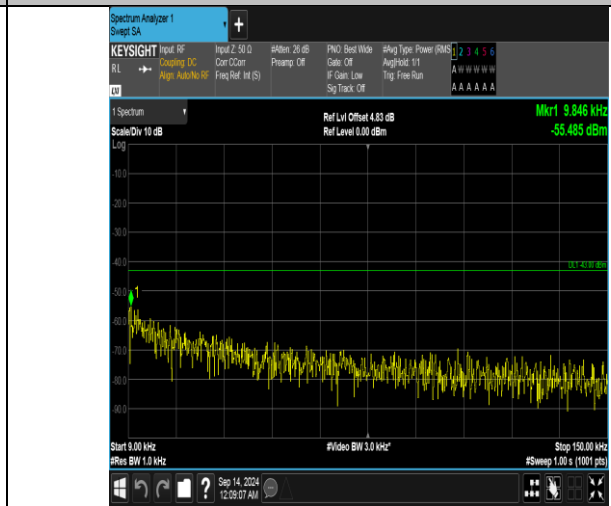 Spectrum Analyzer 1
Swept SA
+
KEYSIGHT
RL
Input: RF
Coupling: DC
Align: Auto/No RF
Input Z: 50 Ω
Corr CCorr
Freq Ref: Int (S)
#Atten: 26 dB
Preamp: Off
PNO: Best Wide
Gate: Off
IF Gain: Low
Sig Track: Off
#Avg Type: Power (RMS
Avg|Hold: 1/1
Trig: Free Run
1 2 3 4 5 6
A W W W W W
A A A A A A
1 Spectrum
Scale/Div 10 dB
Log
Ref Lvl Offset 4.83 dB
Ref Level 0.00 dBm
Mkr1 9.846 kHz
-55.485 dBm
-10.0
-20.0
-30.0
-40.0
DL1 -43.00 dBm
-50.0
1
-60.0
-70.0
-80.0
-90.0
Start 9.00 kHz
#Res BW 1.0 kHz
#Video BW 3.0 kHz*
Stop 150.00 kHz
#Sweep 1.00 s (1001 pts)
?
Sep 14, 2024
12:09:07 AM